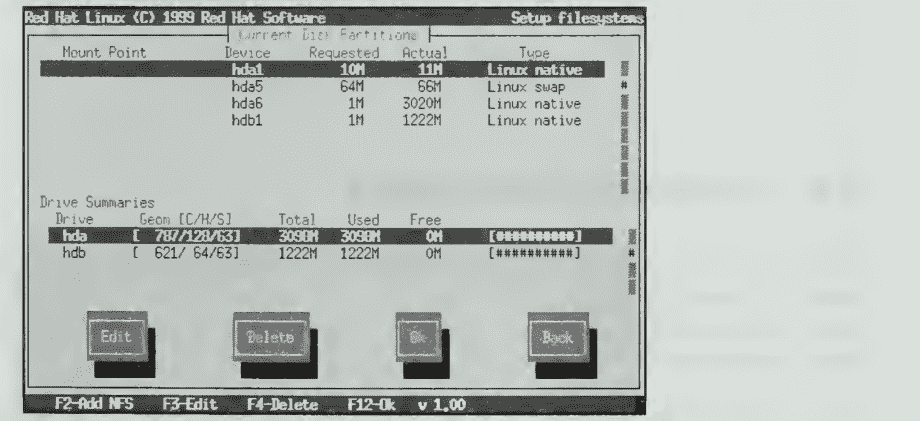 Red Hat Linux (C) 1999 Red Hat Software Setup filesystems
Current Disk Partitions
Mount Point Device Requested Actual Type
hda1 10M 11M Linux native
hda5 64M 66M Linux swap #
hda6 1M 3020M Linux native
hdb1 1M 1222M Linux native
Drive Summaries
Drive Geom [C/H/S] Total Used Free
hda [ 787/128/63] 3098M 3098M 0M [##########]
hdb [ 621/ 64/63] 1222M 1222M 0M [##########] #
Edit Delete Ok Back
F2-Add NFS F3-Edit F4-Delete F12-Ok v 1.00